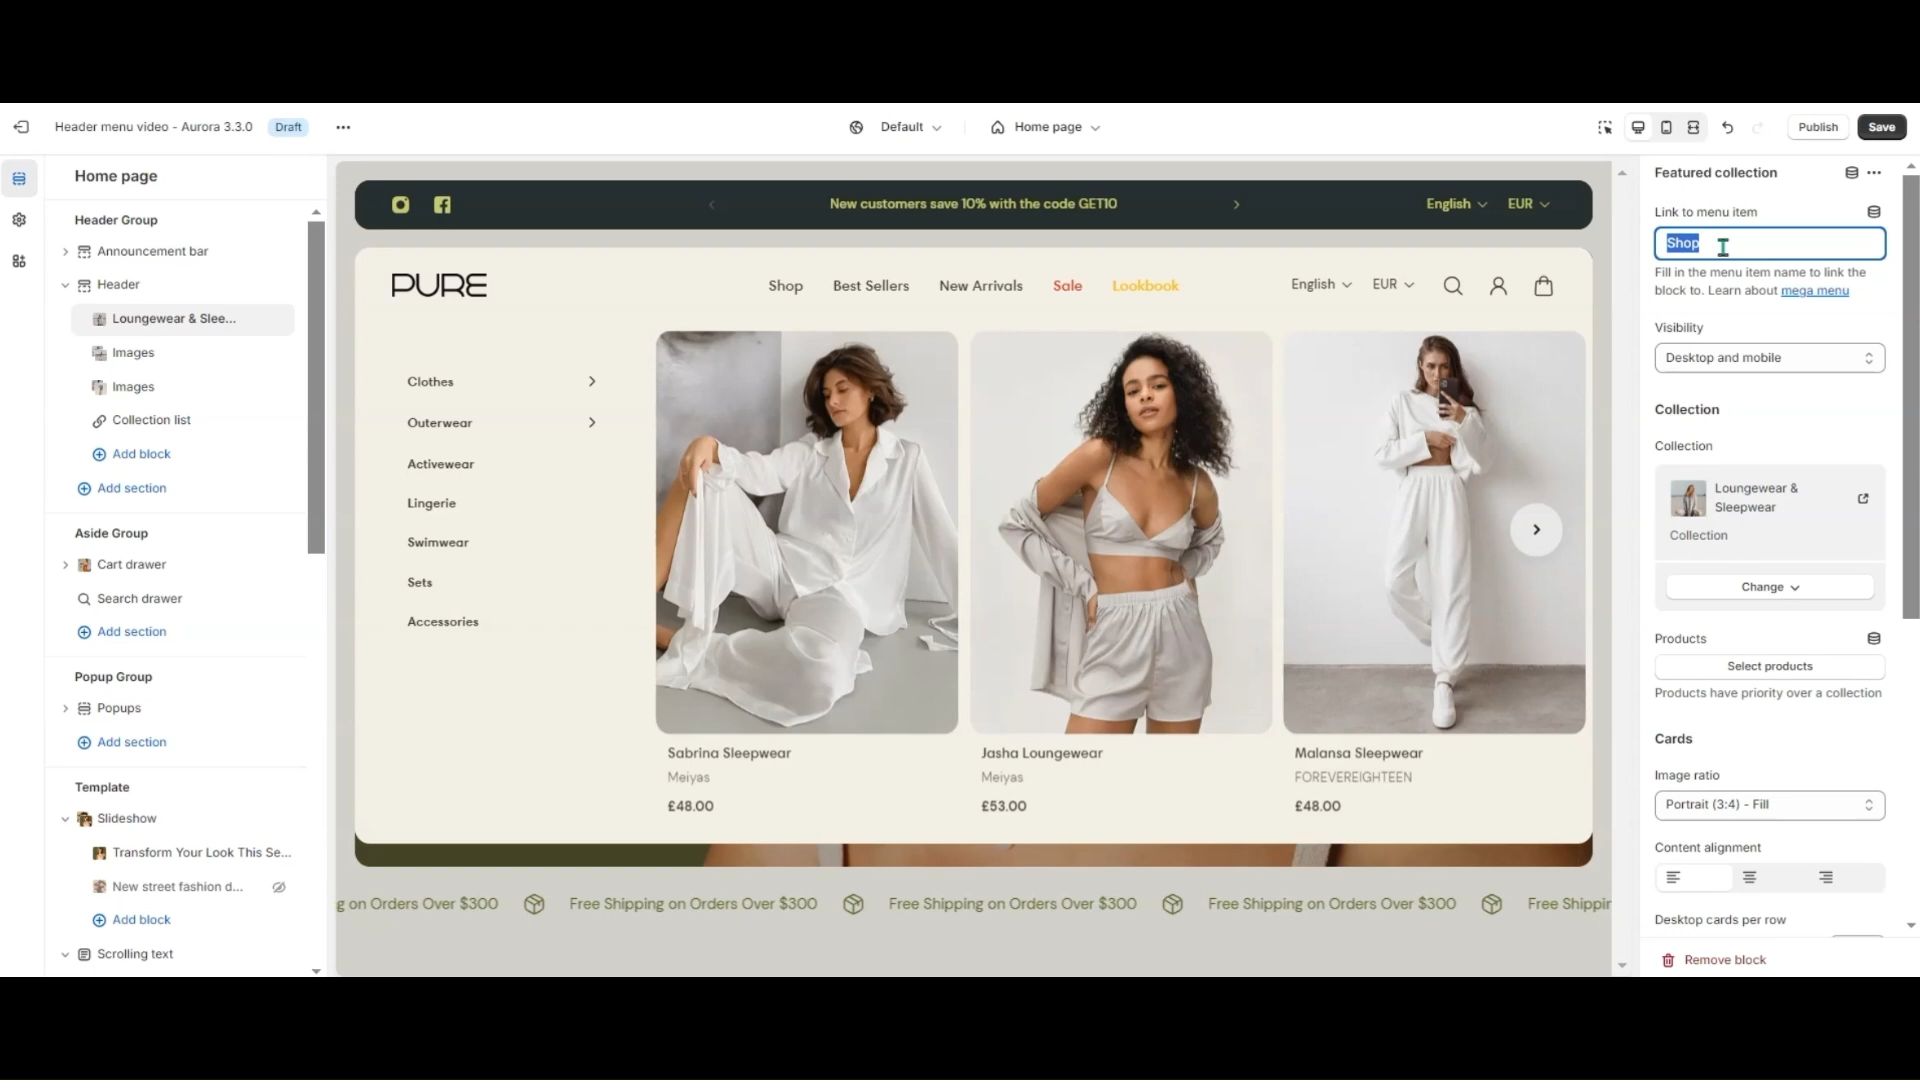 Header menu video - Aurora 3.3.0
Draft
Default
Home page
Publish
Save
Home page
Header Group
Announcement bar
Header
Loungewear & Slee...
Images
Images
Collection list
Add block
Add section
Aside Group
Cart drawer
Search drawer
Add section
Popup Group
Popups
Add section
Template
Slideshow
Transform Your Look This Se...
New street fashion d...
Add block
Scrolling text
New customers save 10% with the code GET10
English
EUR
PURE
Shop
Best Sellers
New Arrivals
Sale
Lookbook
English
EUR
Clothes
Outerwear
Activewear
Lingerie
Swimwear
Sets
Accessories
Sabrina Sleepwear
Meiyas
£48.00
Jasha Loungewear
Meiyas
£53.00
Malansa Sleepwear
FOREVEREIGHTEEN
£48.00
g on Orders Over $300
Free Shipping on Orders Over $300
Free Shipping on Orders Over $300
Free Shipping on Orders Over $300
Free Shippir
Featured collection
Link to menu item
Shop
Fill in the menu item name to link the
block to. Learn about mega menu
Visibility
Desktop and mobile
Collection
Collection
Loungewear &
Sleepwear
Collection
Change
Products
Select products
Products have priority over a collection
Cards
Image ratio
Portrait (3:4) - Fill
Content alignment
Desktop cards per row
Remove block